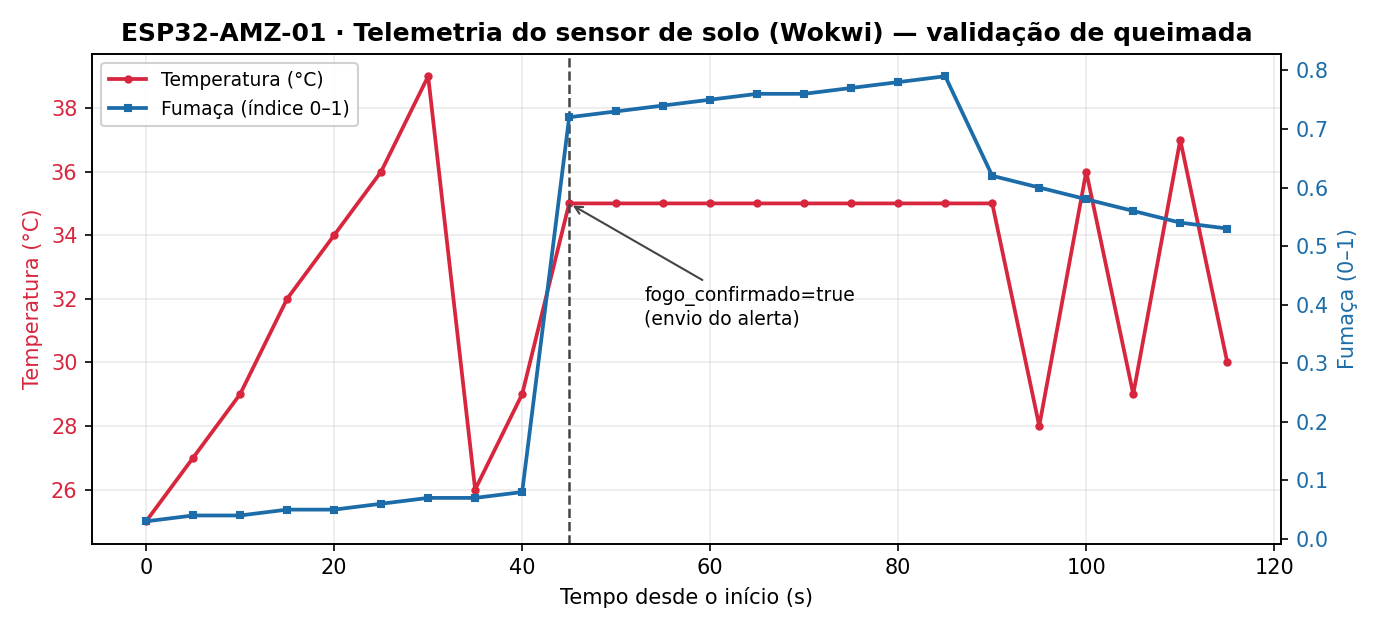 ESP32-AMZ-01 · Telemetria do sensor de solo (Wokwi) — validação de queimada
Temperatura (°C)
Fumaça (índice 0–1)
Temperatura (°C)
38
36
34
32
30
28
26
fogo_confirmado=true
(envio do alerta)
0.8
0.7
0.6
0.5
0.4
0.3
0.2
0.1
0.0
Fumaça (0–1)
0 20 40 60 80 100 120
Tempo desde o início (s)